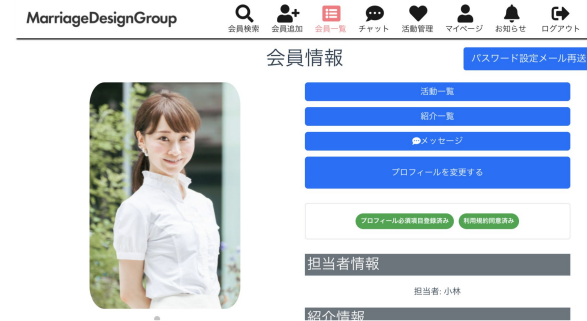 MarriageDesignGroup
会員検索 会員追加 会員一覧 チャット 活動管理 マイページ お知らせ ログアウト
会員情報
パスワード設定メール再送
活動一覧
紹介一覧
メッセージ
プロフィールを変更する
プロフィール必須項目登録済み 利用規約同意済み
担当者情報
担当者: 小林
紹介情報